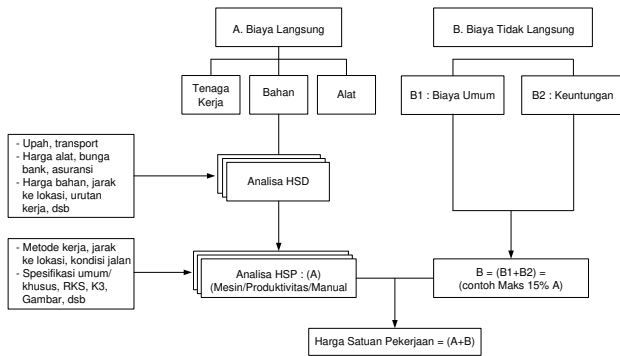 A. Biaya Langsung
B. Biaya Tidak Langsung
Tenaga
Kerja
Bahan
Alat
B1 : Biaya Umum
B2 : Keuntungan
- Upah, transport
- Harga alat, bunga
bank, asuransi
- Harga bahan, jarak
ke lokasi, urutan
kerja, dsb
Analisa HSD
- Metode kerja, jarak
ke lokasi, kondisi jalan
- Spesifikasi umum/
khusus, RKS, K3,
Gambar, dsb
Analisa HSP : (A)
(Mesin/Produktivitas/Manual
B = (B1+B2) =
(contoh Maks 15% A)
Harga Satuan Pekerjaan = (A+B)